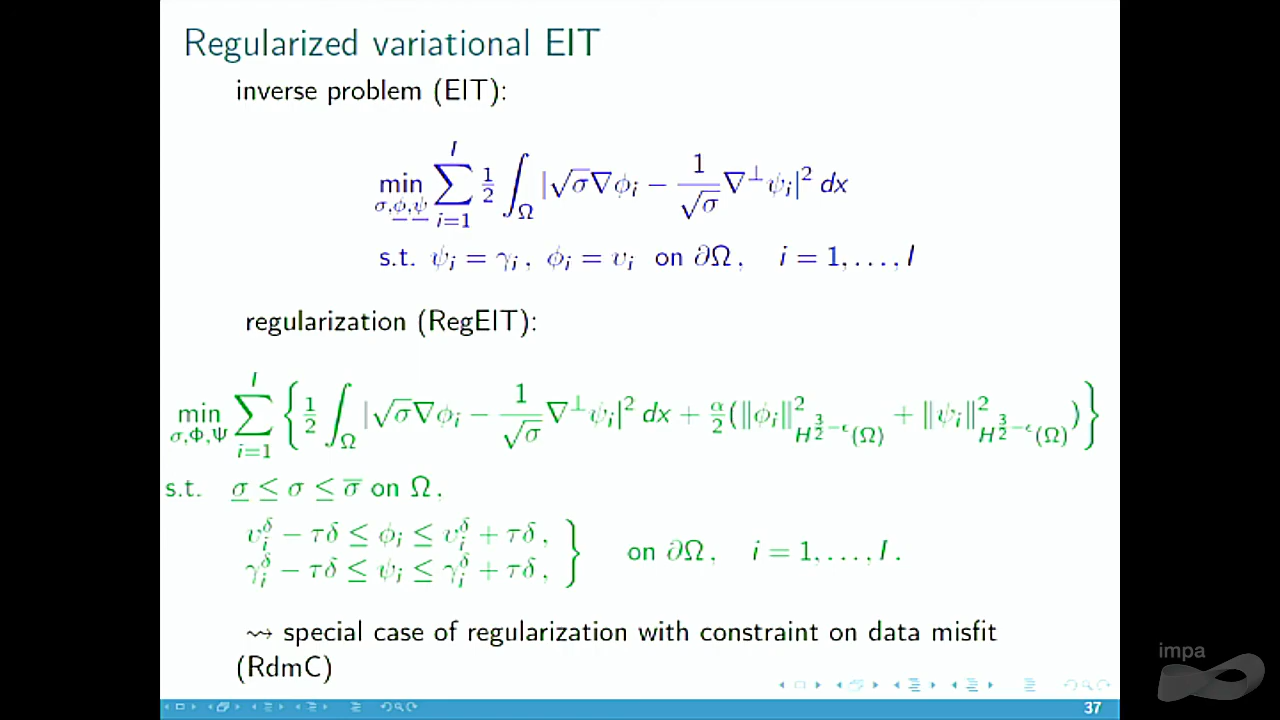 Regularized variational EIT
inverse problem (EIT):
min_{σ,ϕ̲,ψ̲} ∑_{i=1}^{I} 1/2 ∫_Ω |√σ∇ϕ_i − 1/√σ ∇^⊥ψ_i|² dx
s.t. ψ_i = γ_i , ϕ_i = υ_i on ∂Ω , i = 1, . . . , I
regularization (RegEIT):
min_{σ,Φ,Ψ} ∑_{i=1}^{I} { 1/2 ∫_Ω |√σ∇ϕ_i − 1/√σ ∇^⊥ψ_i|² dx + α/2 (‖ϕ_i‖²_{H^{3/2−ϵ}(Ω)} + ‖ψ_i‖²_{H^{3/2−ϵ}(Ω)}) }
s.t. σ̲ ≤ σ ≤ σ̅ on Ω ,
υ_i^δ − τδ ≤ ϕ_i ≤ υ_i^δ + τδ ,
γ_i^δ − τδ ≤ ψ_i ≤ γ_i^δ + τδ , } on ∂Ω , i = 1, . . . , I .
⇝ special case of regularization with constraint on data misfit
(RdmC)
impa
37